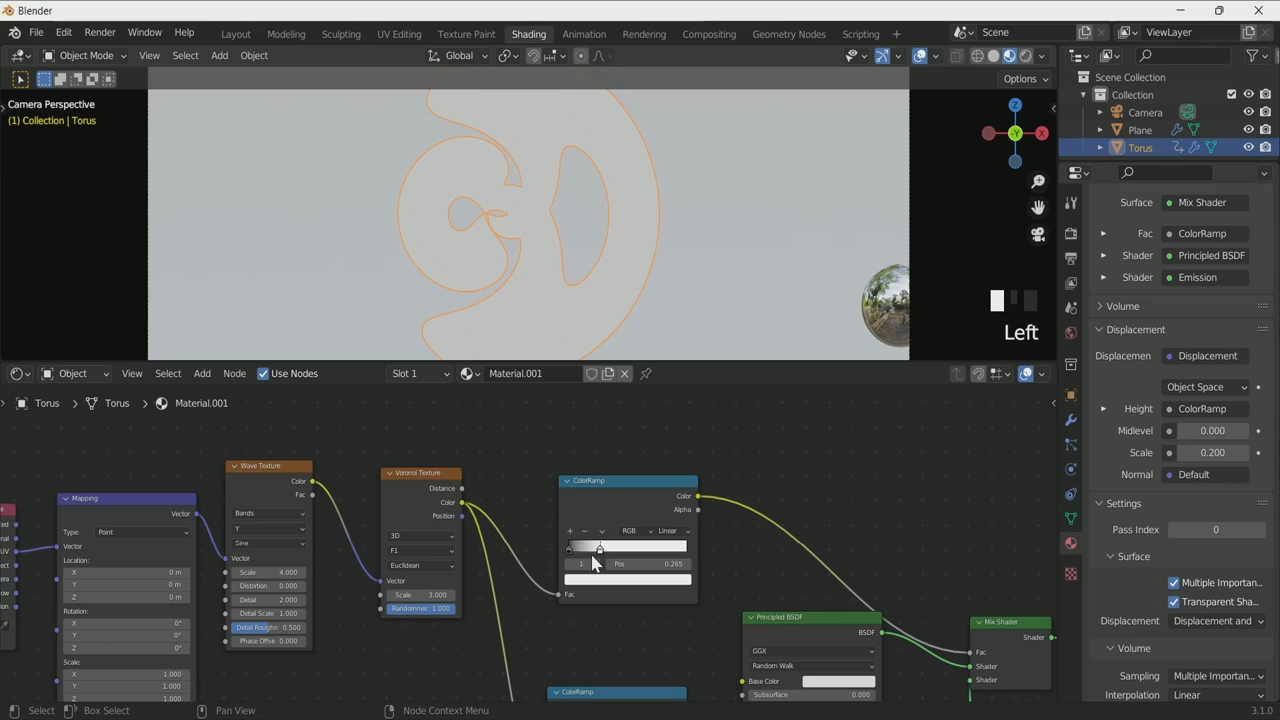 Blender
File Edit Render Window Help Layout Modeling Sculpting UV Editing Texture Paint Shading Animation Rendering Compositing Geometry Nodes Scripting + Scene ViewLayer
Object Mode View Select Add Object Global
Options
Camera Perspective
(1) Collection | Torus
Z
-Y
X
Left
Scene Collection
Collection
Camera
Plane
Torus
Surface Mix Shader
Fac ColorRamp
Shader Principled BSDF
Shader Emission
Volume
Displacement
Displacemen Displacement
Object Space
Height ColorRamp
Midlevel 0.000
Scale 0.200
Normal Default
Settings
Pass Index 0
Surface
Multiple Importan...
Transparent Sha...
Displacement Displacement and
Volume
Sampling Multiple Importan...
Interpolation Linear
Object View Select Add Node Use Nodes Slot 1 Material.001
Torus > Torus > Material.001
Mapping
Vector
Type: Point
Vector
Location:
X 0 m
Y 0 m
Z 0 m
Rotation:
X 0°
Y 0°
Z 0°
Scale:
X 1.000
Y 1.000
Z 1.000
Wave Texture
Color
Fac
Bands
Y
Sine
Vector
Scale 4.000
Distortion 0.000
Detail 2.000
Detail Scale 1.000
Detail Roughn 0.500
Phase Offse 0.000
Voronoi Texture
Distance
Color
Position
3D
F1
Euclidean
Vector
Scale 3.000
Randomnes 1.000
ColorRamp
Color
Alpha
+ − RGB Linear
1 Pos 0.265
Fac
ColorRamp
Principled BSDF
BSDF
GGX
Random Walk
Base Color
Subsurface 0.000
Mix Shader
Shader
Fac
Shader
Shader
Select Box Select Pan View Node Context Menu 3.1.0